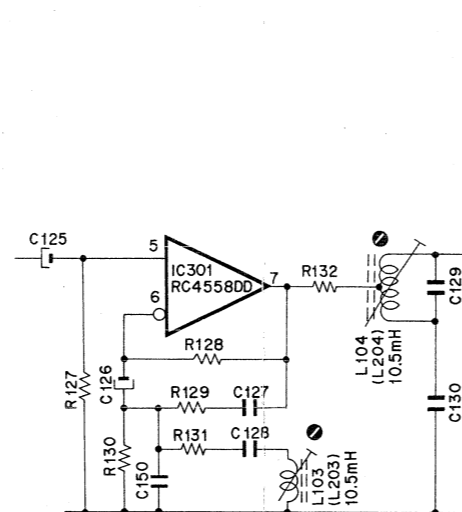 C125
5
IC301
RC4558DD
7
6
R132
C129
L104
(L204)
10.5mH
R128
R127
C126
R129
C127
C130
R130
R131
C128
C150
L103
(L203)
10.5mH